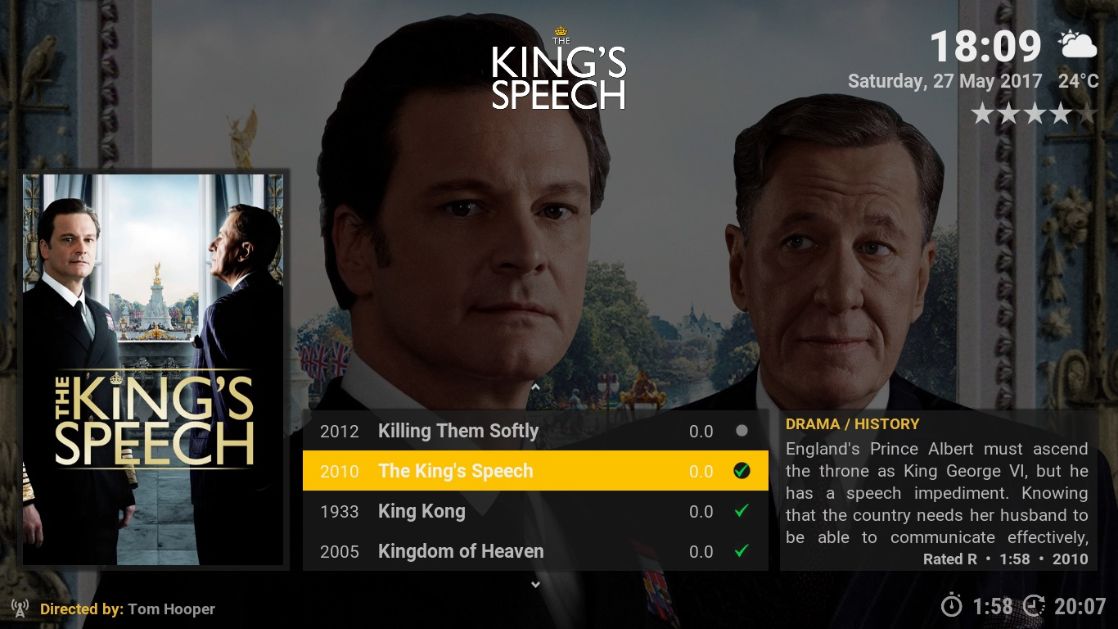 THE
KING'S
SPEECH
18:09
Saturday, 27 May 2017 24°C
THE KING'S
SPEECH
2012 Killing Them Softly 0.0
2010 The King's Speech 0.0
1933 King Kong 0.0
2005 Kingdom of Heaven 0.0
DRAMA / HISTORY
England's Prince Albert must ascend
the throne as King George VI, but he
has a speech impediment. Knowing
that the country needs her husband to
be able to communicate effectively,
Rated R • 1:58 • 2010
Directed by: Tom Hooper
1:58 20:07